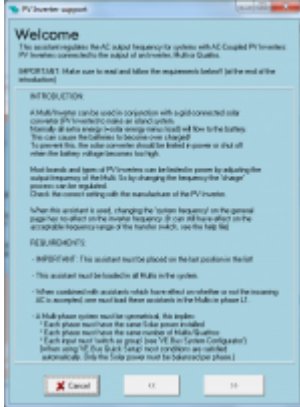 PV Inverter support
Welcome
This assistant regulates the AC output frequency for systems with AC Coupled PV Inverters.
PV Inverters connected to the output of an inverter, Multi or Quattro.
IMPORTANT: Make sure to read and follow the requirements below! (at the end of the
introduction)
INTRODUCTION:
A Multi/Inverter can be used in conjunction with a grid connected solar
converter (PV Inverter) to make an island system.
Normally all extra energy (=solar energy minus load) will flow to the battery.
This can cause the batteries to become over charged!
To prevent this, the solar converter should be limited in power or shut off
when the battery voltage becomes too high.
Most brands and types of PV Inverters can be limited in power by adjusting the
output frequency of the Multi. So by changing the frequency the "charge"
process can be regulated.
Check the correct setting with the manufacturer of the PV Inverter.
When this assistant is used, changing the "system frequency" on the general
page has no effect on the inverter frequency. (It can still have effect on the
acceptable frequency range of the transfer switch, see the help file)
REQUIREMENTS:
- IMPORTANT: This assistant must be placed on the last position in the list!
- This assistant must be loaded in all Multis in the system.
- When combined with assistants which have effect on whether or not the incoming
AC is accepted, one must load these assistants in the Multis in phase L1.
- A Multi phase system must be symmetrical, this implies:
* Each phase must have the same Solar power installed
* Each phase must have the same number of Multis/Quattros
* Each input must 'switch as group' (see 'VE.Bus System Configurator')
(When using 'VE.Bus Quick Setup' most conditions are satisfied
automatically. Only the Solar power must be balanced per phase.)
Cancel
<<
>>